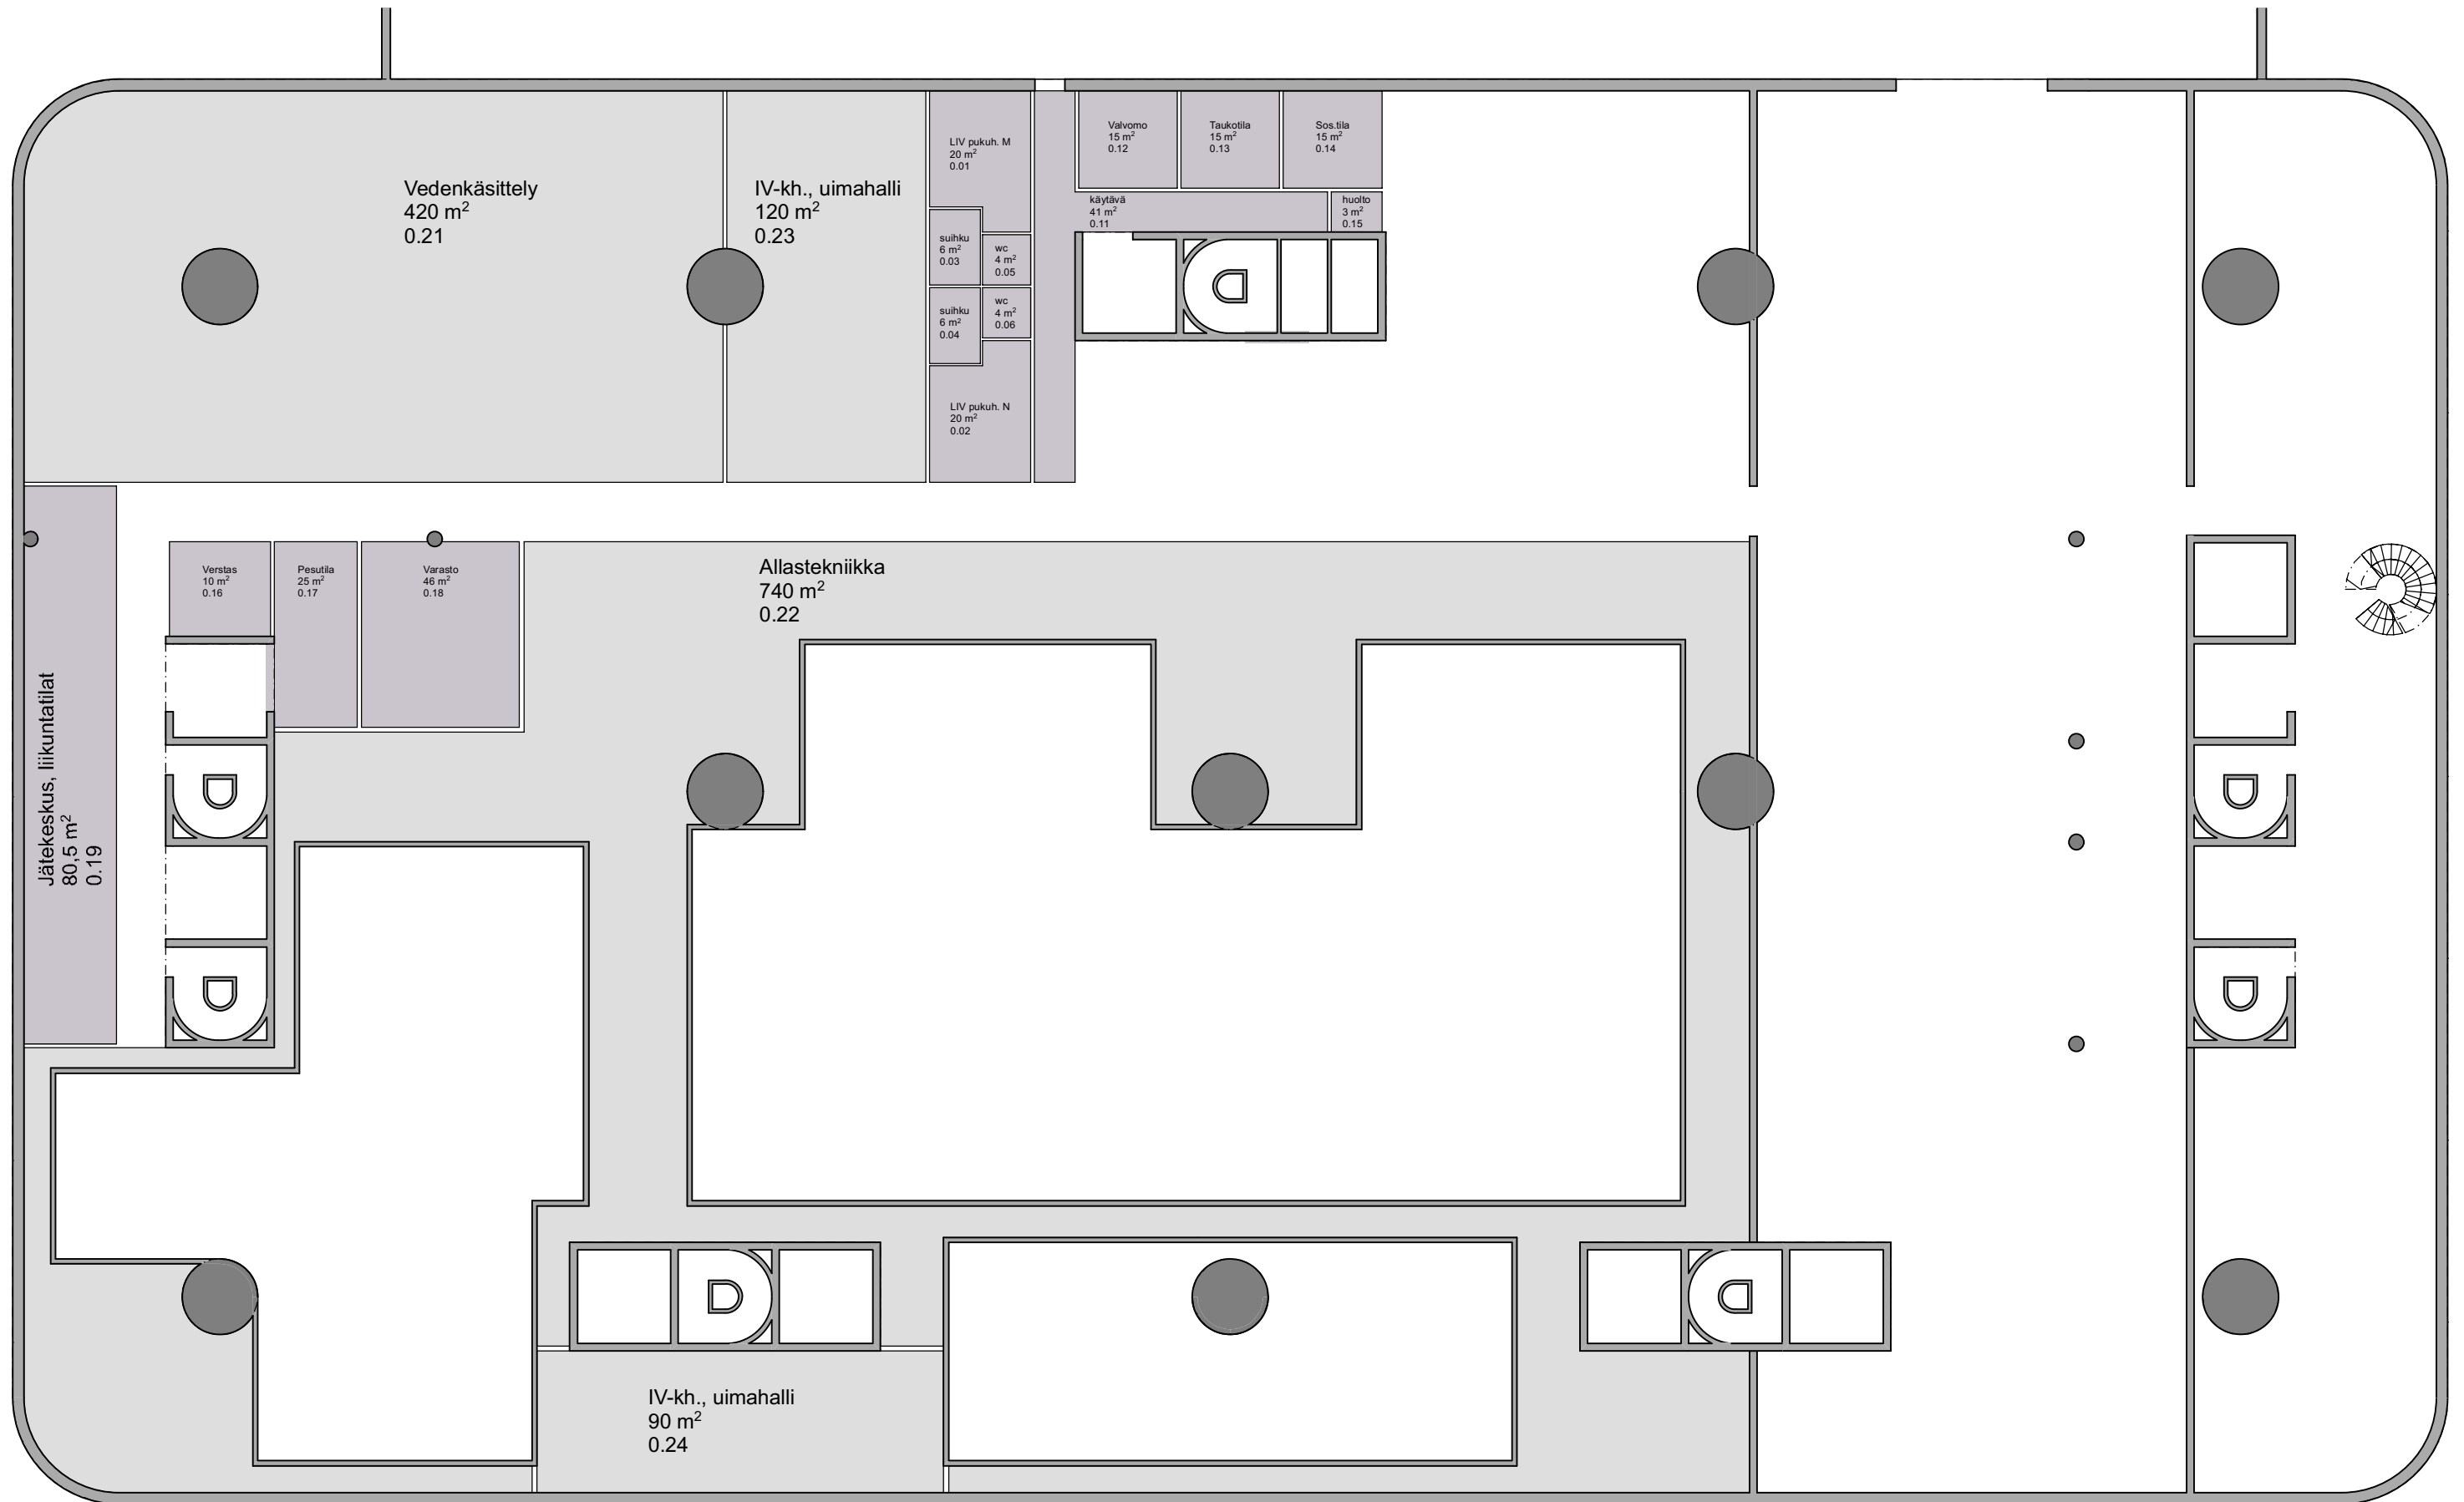 Vedenkäsittely
420 m²
0.21
IV-kh., uimahalli
120 m²
0.23
LIV pukuh. M
20 m²
0.01
suihku
6 m²
0.03
wc
4 m²
0.05
suihku
6 m²
0.04
wc
4 m²
0.06
LIV pukuh. N
20 m²
0.02
Valvomo
15 m²
0.12
Taukotila
15 m²
0.13
Sos.tila
15 m²
0.14
käytävä
41 m²
0.11
huolto
3 m²
0.15
Verstas
10 m²
0.16
Pesutila
25 m²
0.17
Varasto
46 m²
0.18
Allastekniikka
740 m²
0.22
Jätekeskus, liikuntatilat
80,5 m²
0.19
IV-kh., uimahalli
90 m²
0.24